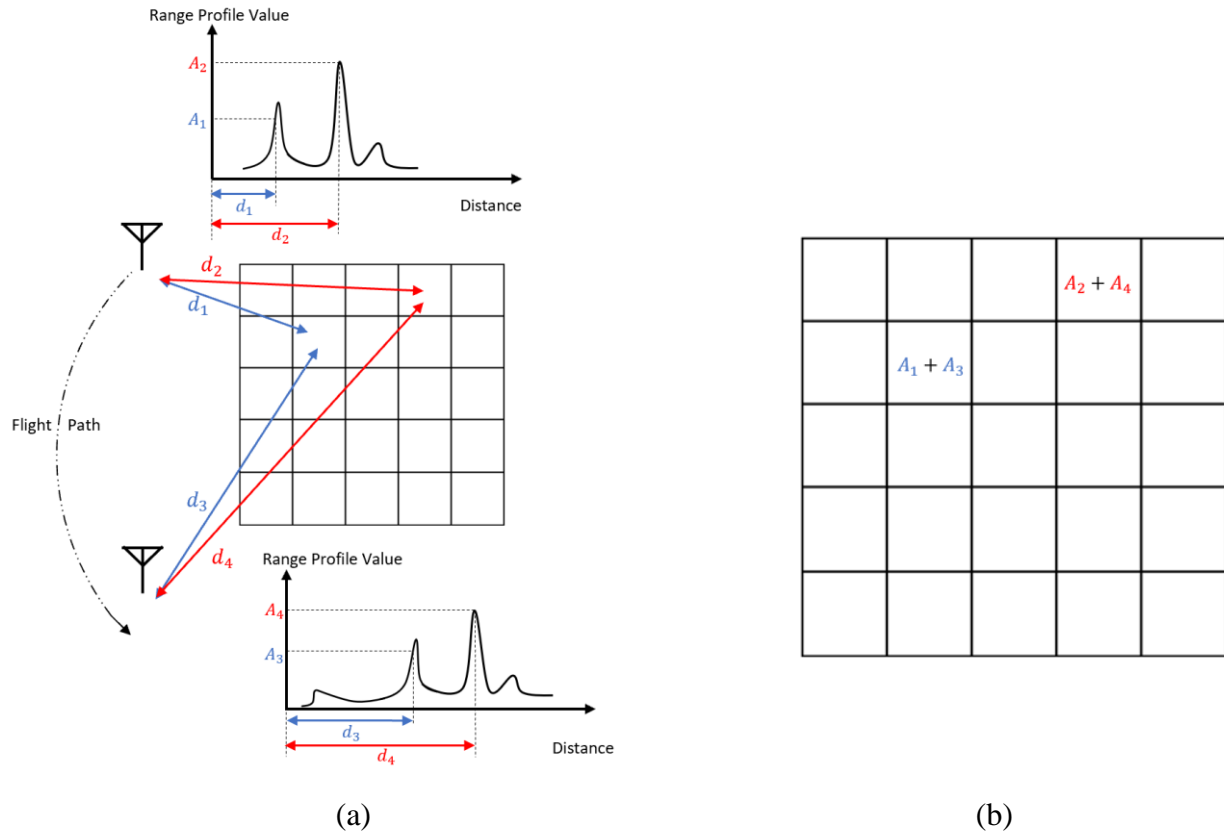 Range Profile Value
A₂
A₁
d₁
Distance
d₂
d₂
d₁
A₂ + A₄
A₁ + A₃
Flight Path
d₃
d₄
Range Profile Value
A₄
A₃
d₃
Distance
d₄
(a)
(b)